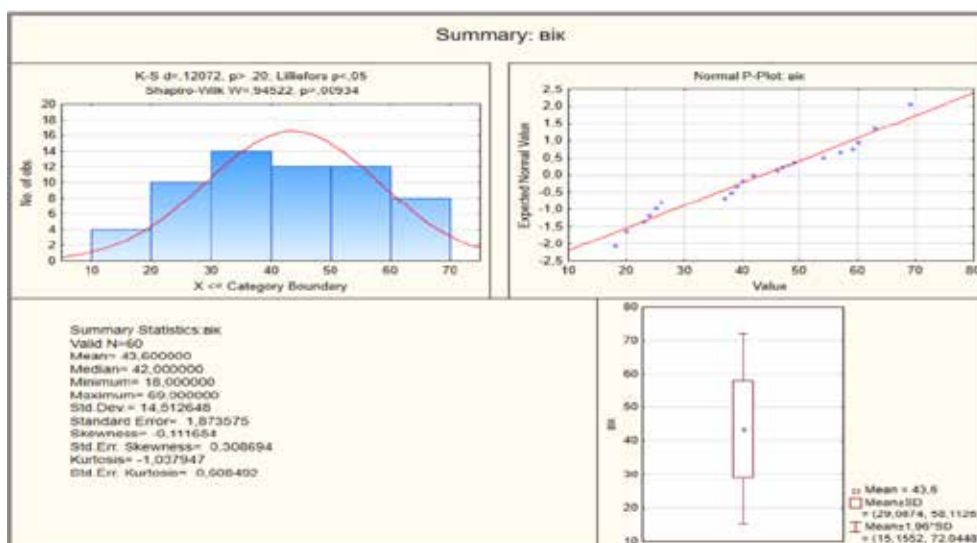 Summary: вік
K-S d=,12072, p> .20; Lilliefors p<,05
Shapiro-Wilk W=,94522, p=,00934
20
18
16
14
12
10
8
6
4
2
0
No. of obs
10 20 30 40 50 60 70
X <= Category Boundary
Normal P-Plot: вік
2.5
2.0
1.5
1.0
0.5
0.0
-0.5
-1.0
-1.5
-2.0
-2.5
Expected Normal Value
10 20 30 40 50 60 70 80
Value
Summary Statistics:вік
Valid N=60
Mean= 43,600000
Median= 42,000000
Minimum= 18,000000
Maximum= 69,000000
Std.Dev.= 14,512648
Standard Error= 1,873575
Skewness= -0,111654
Std.Err. Skewness= 0,308694
Kurtosis= -1,037947
Std.Err. Kurtosis= 0,608492
80
70
60
50
40
30
20
10
вік
Mean = 43,6
Mean±SD
= (29,0874, 58,1126
Mean±1,96*SD
= (15,1552, 72,0448